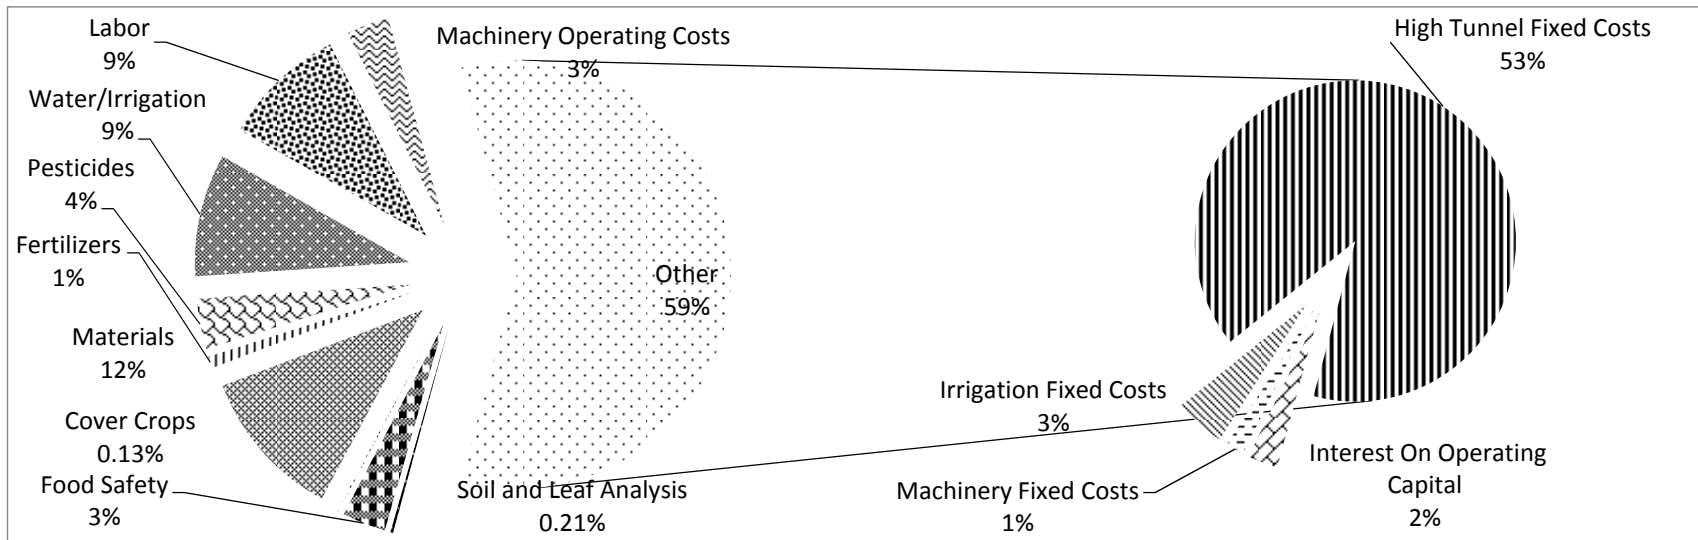 Labor
9%
Water/Irrigation
9%
Pesticides
4%
Fertilizers
1%
Materials
12%
Cover Crops
0.13%
Food Safety
3%
Machinery Operating Costs
3%
Other
59%
Soil and Leaf Analysis
0.21%
High Tunnel Fixed Costs
53%
Irrigation Fixed Costs
3%
Machinery Fixed Costs
1%
Interest On Operating
Capital
2%